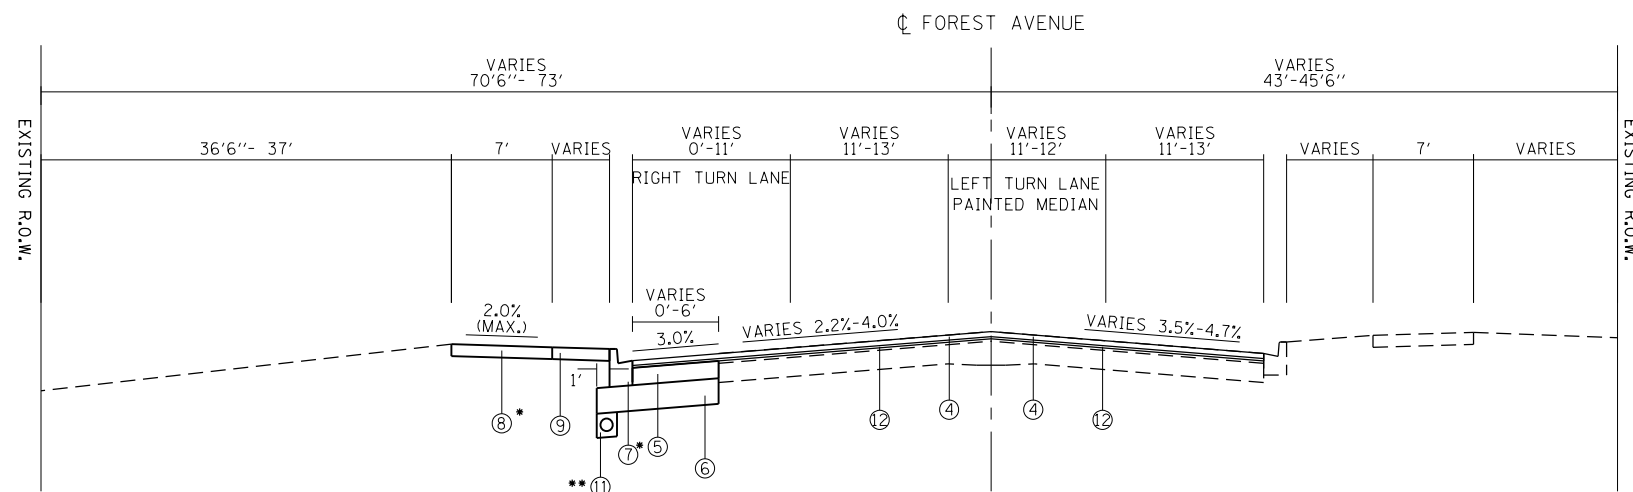 ℄ FOREST AVENUE
VARIES
70'6"- 73'
VARIES
43'-45'6"
EXISTING R.O.W.
36'6"- 37'
7'
VARIES
VARIES
0'-11'
RIGHT TURN LANE
VARIES
11'-13'
VARIES
11'-12'
LEFT TURN LANE
PAINTED MEDIAN
VARIES
11'-13'
VARIES
7'
VARIES
EXISTING R.O.W.
2.0%
(MAX.)
VARIES
0'-6'
3.0%
VARIES 2.2%-4.0%
VARIES 3.5%-4.7%
1'
8*
9
** 11
7*
5
6
12
4
4
12